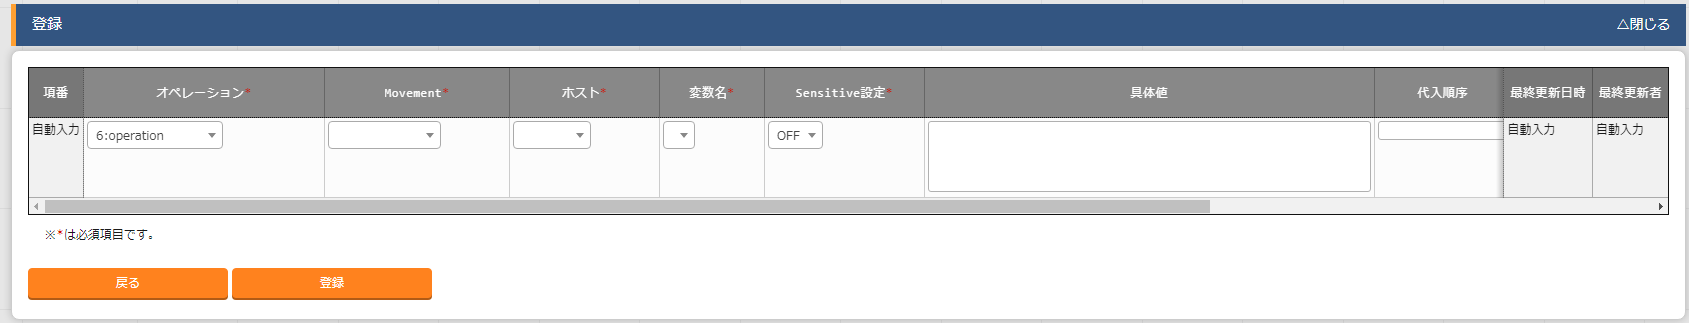 登録 △閉じる
項番 オペレーション* Movement* ホスト* 変数名* Sensitive設定* 具体値 代入順序 最終更新日時 最終更新者
自動入力 6:operation OFF 自動入力 自動入力
※*は必須項目です。
戻る 登録